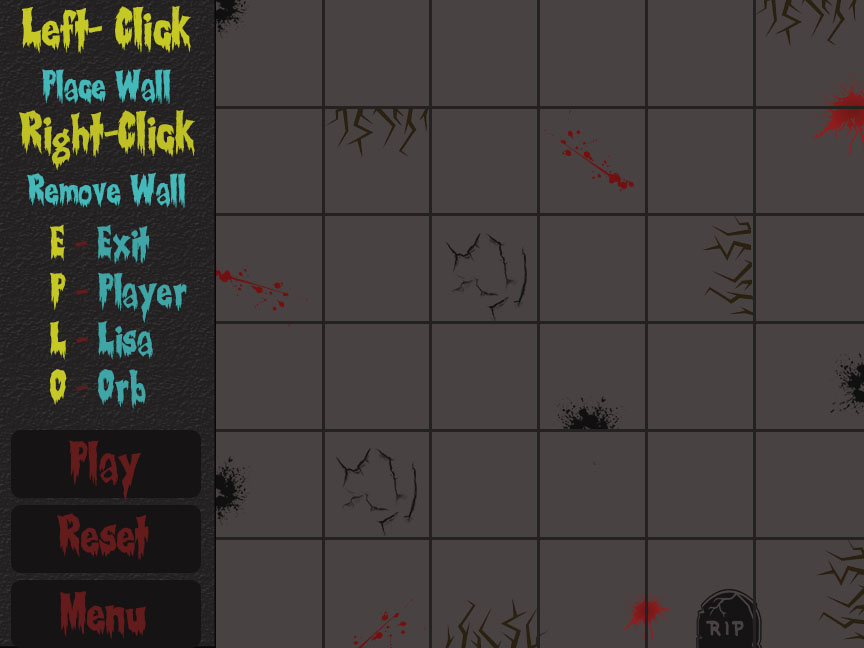 Left- Click
Place Wall
Right-Click
Remove Wall
E - Exit
P - Player
L - Lisa
O - Orb
Play
Reset
Menu
RIP